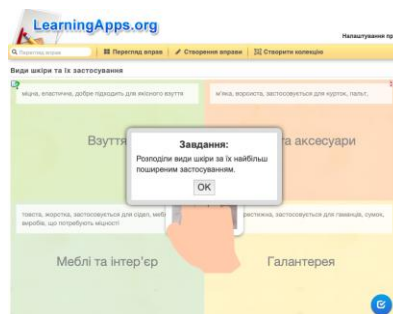 LearningApps.org
Налаштування пр
Перегляд вправ
Створення вправи
Створити колекцію
Види шкіри та їх застосування
міцна, еластична, добре підходить для якісного взуття
м'яка, ворсиста, застосовується для курток, пальт,
Взуття
та аксесуари
Завдання:
Розподіли види шкіри за їх найбільш
поширеним застосуванням.
OK
товста, жорстка, застосовується для сідел, мебл
виробів, що потребують міцності
застосовується для гаманців, сумок,
Меблі та інтер'єр
Галантерея